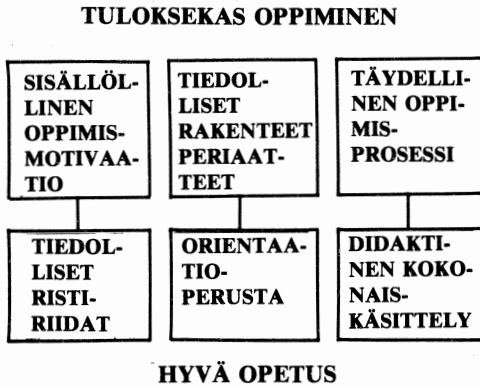 TULOKSEKAS OPPIMINEN
SISÄLLÖL-
LINEN
OPPIMIS-
MOTIVAA-
TIO
TIEDOL-
LISET
RAKENTEET
PERIAAT-
TEET
TÄYDELLI-
NEN OPPI-
MIS-
PROSESSI
TIEDOL-
LISET
RISTI-
RIIDAT
ORIENTAA-
TIO-
PERUSTA
DIDAKTI-
NEN KOKO-
NAIS-
KÄSITTELY
HYVÄ OPETUS